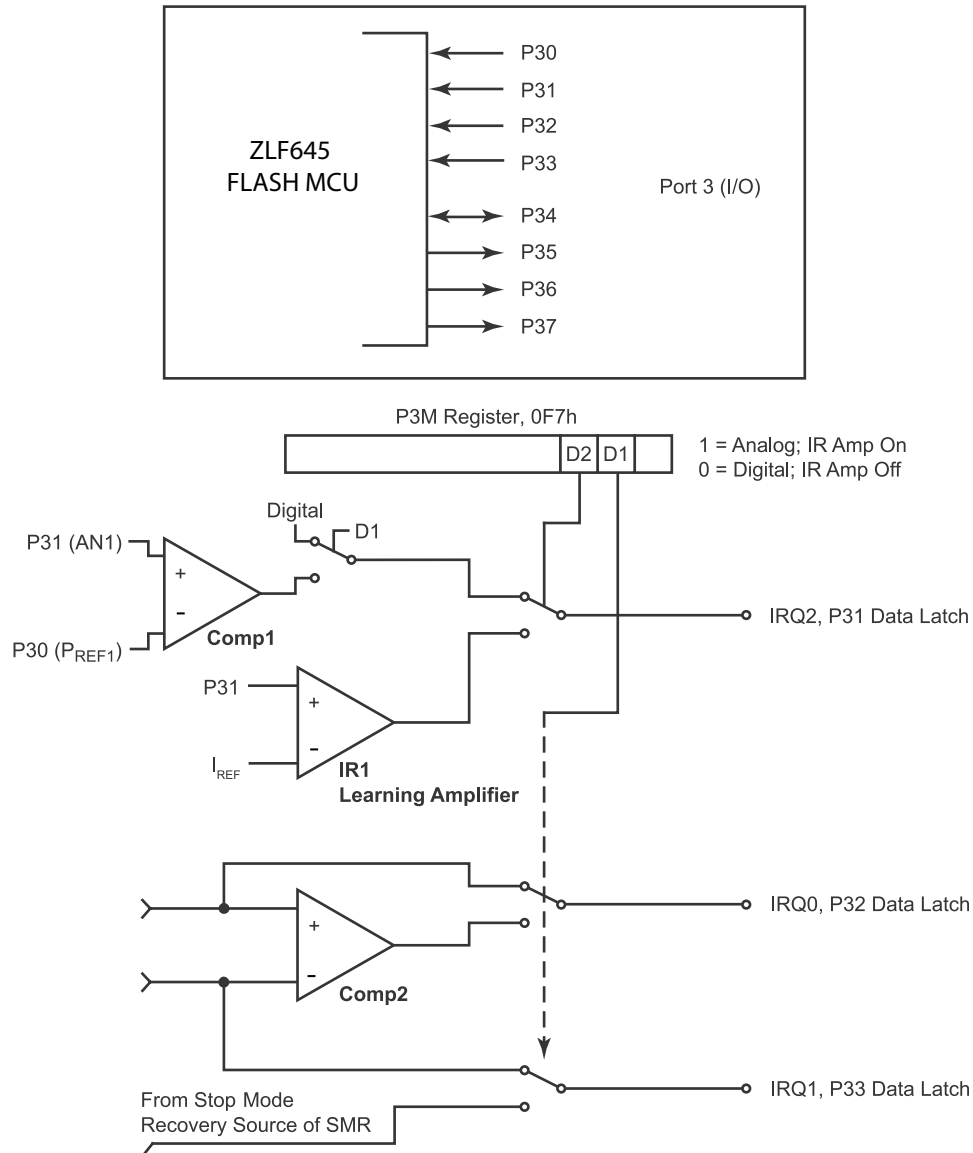 ZLF645
FLASH MCU
P30
P31
P32
P33
P34
P35
P36
P37
Port 3 (I/O)
P3M Register, 0F7h
D2 D1
1 = Analog; IR Amp On
0 = Digital; IR Amp Off
Digital
D1
P31 (AN1)
+
-
Comp1
P30 (PREF1)
IRQ2, P31 Data Latch
P31
+
-
IREF
IR1
Learning Amplifier
+
-
Comp2
IRQ0, P32 Data Latch
IRQ1, P33 Data Latch
From Stop Mode
Recovery Source of SMR